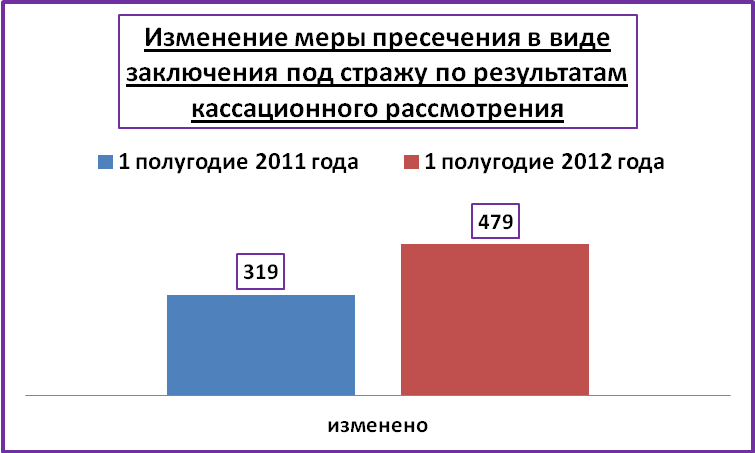 Изменение меры пресечения в виде
заключения под стражу по результатам
кассационного рассмотрения
1 полугодие 2011 года
1 полугодие 2012 года
479
319
изменено